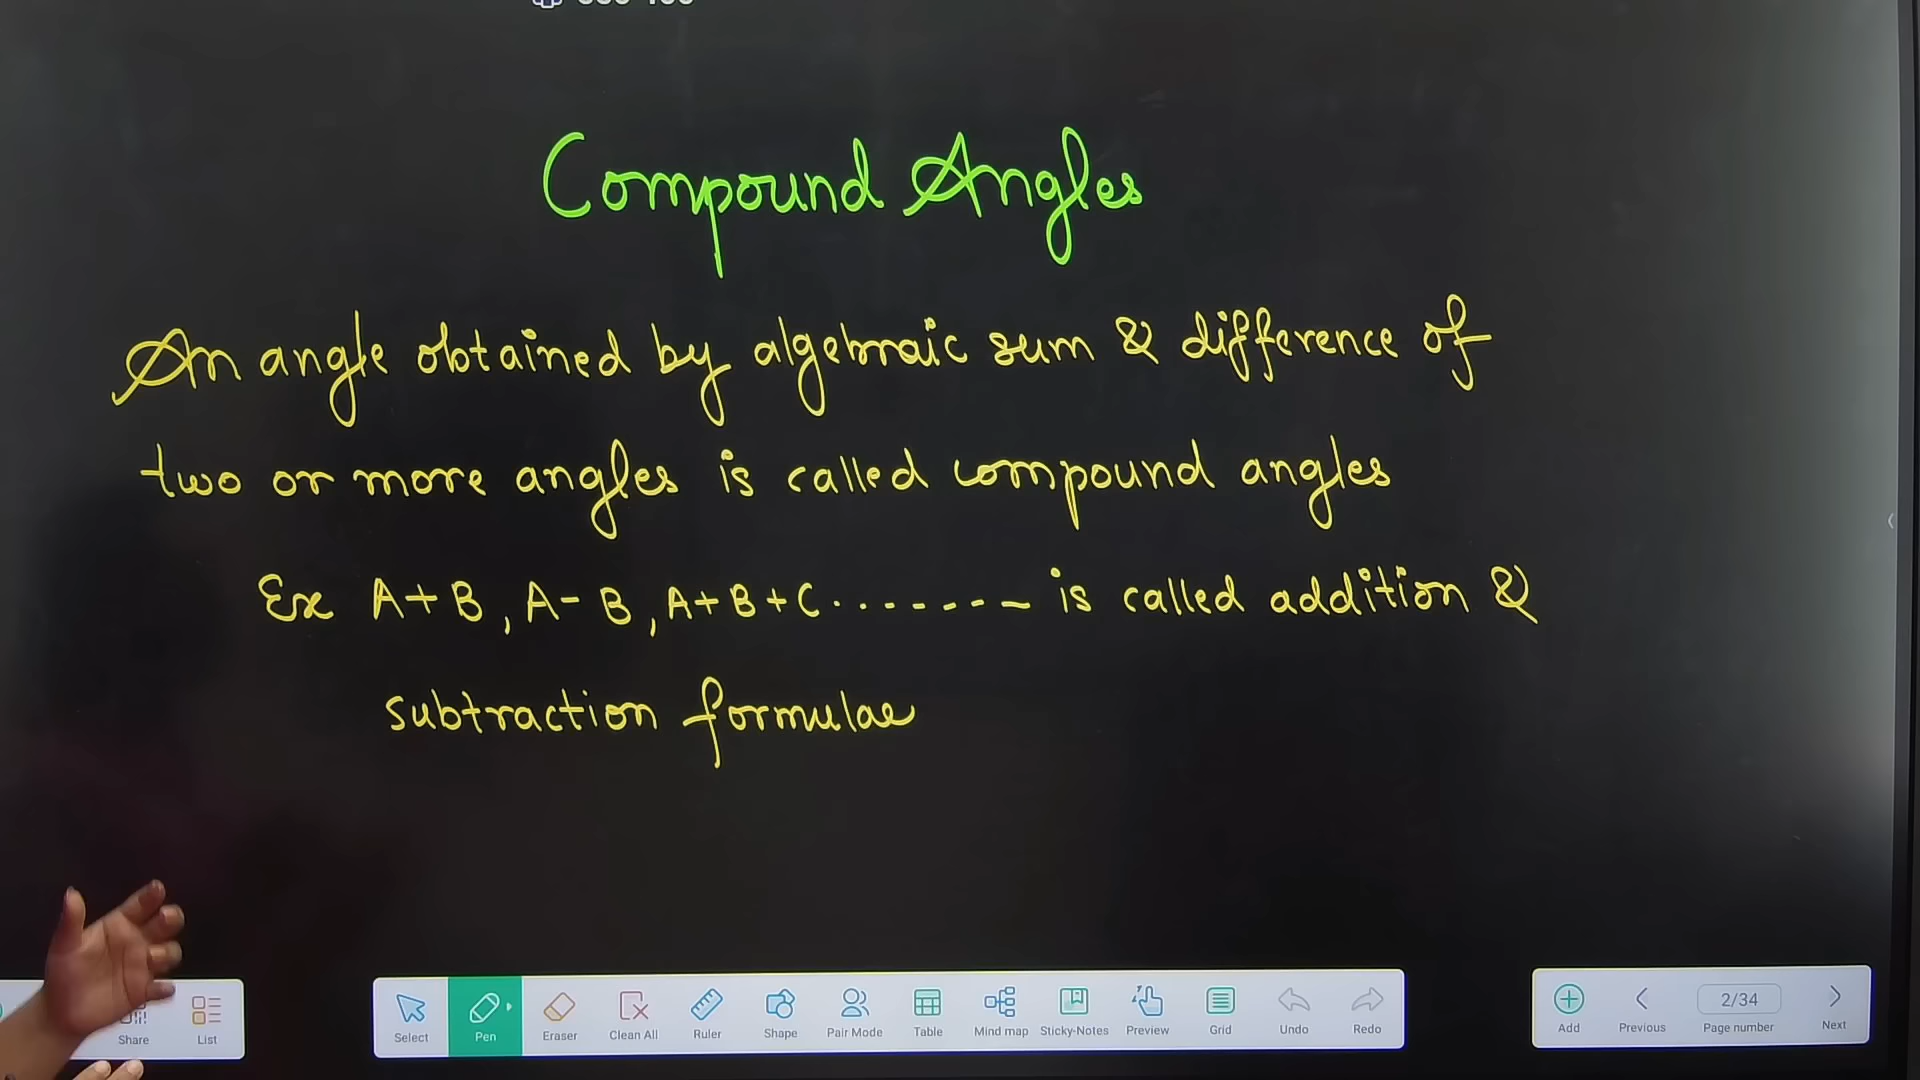 Compound Angles
An angle obtained by algebraic sum & difference of
two or more angles is called compound angles
Ex A+B, A-B, A+B+C........ is called addition &
subtraction formulae
Share
List
Select
Pen
Eraser
Clean All
Ruler
Shape
Pair Mode
Table
Mind map
Sticky-Notes
Preview
Grid
Undo
Redo
Add
Previous
2/34
Page number
Next